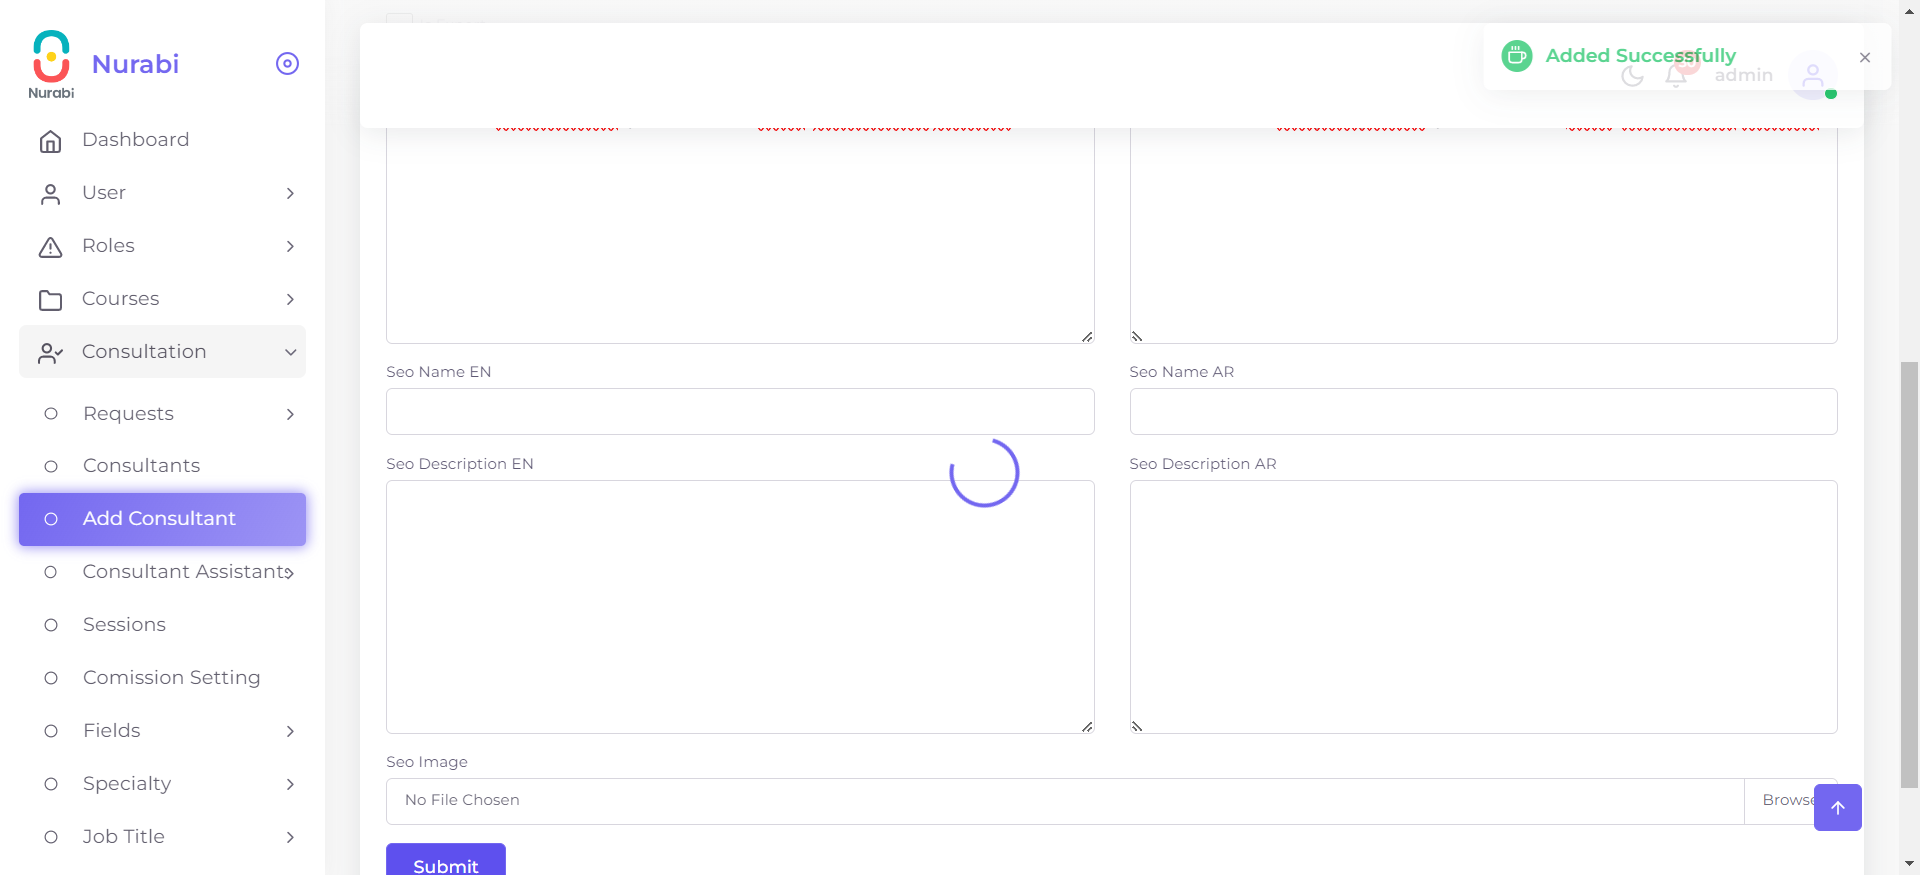 Nurabi
Nurabi
Dashboard
User
Roles
Courses
Consultation
Requests
Consultants
Add Consultant
Consultant Assistant
Sessions
Comission Setting
Fields
Specialty
Job Title
Added Successfully
admin
Seo Name EN
Seo Name AR
Seo Description EN
Seo Description AR
Seo Image
No File Chosen
Browse
Submit